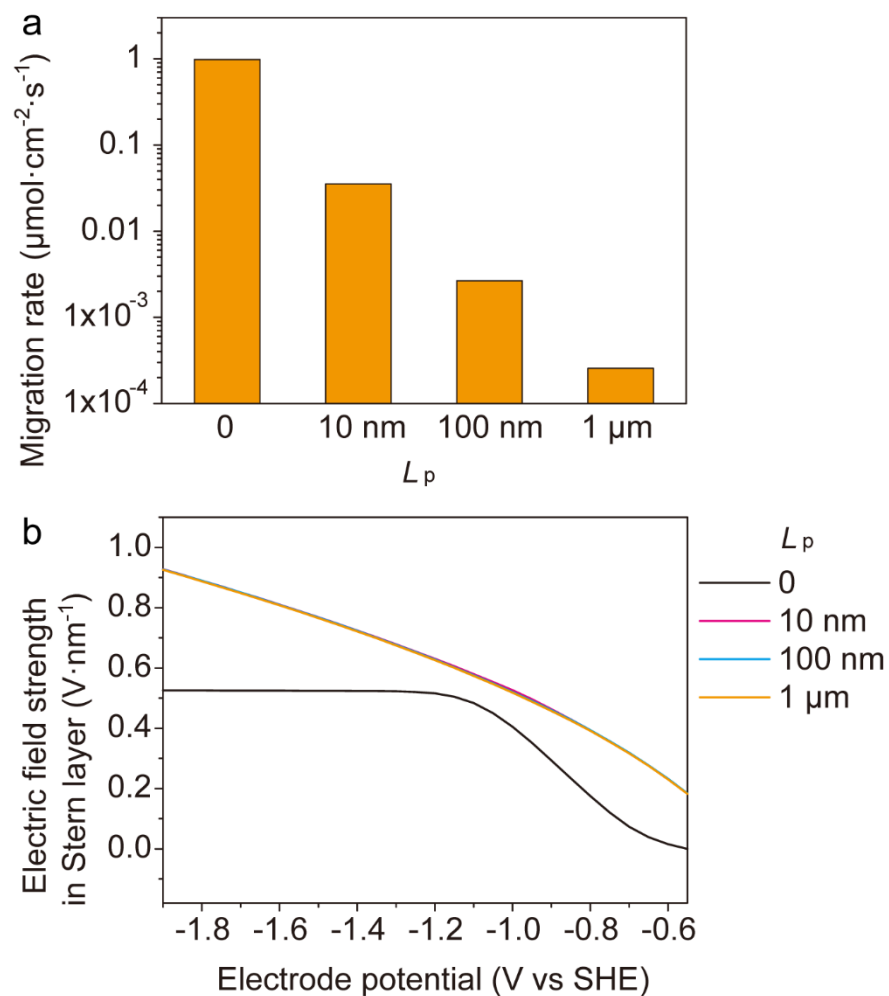 a
Migration rate (μmol·cm⁻²·s⁻¹)
1
0.1
0.01
1x10⁻³
1x10⁻⁴
0 10 nm 100 nm 1 μm
Lp
b
Electric field strength
in Stern layer (V·nm⁻¹)
1.0
0.8
0.6
0.4
0.2
0.0
-1.8 -1.6 -1.4 -1.2 -1.0 -0.8 -0.6
Electrode potential (V vs SHE)
Lp
0
10 nm
100 nm
1 μm